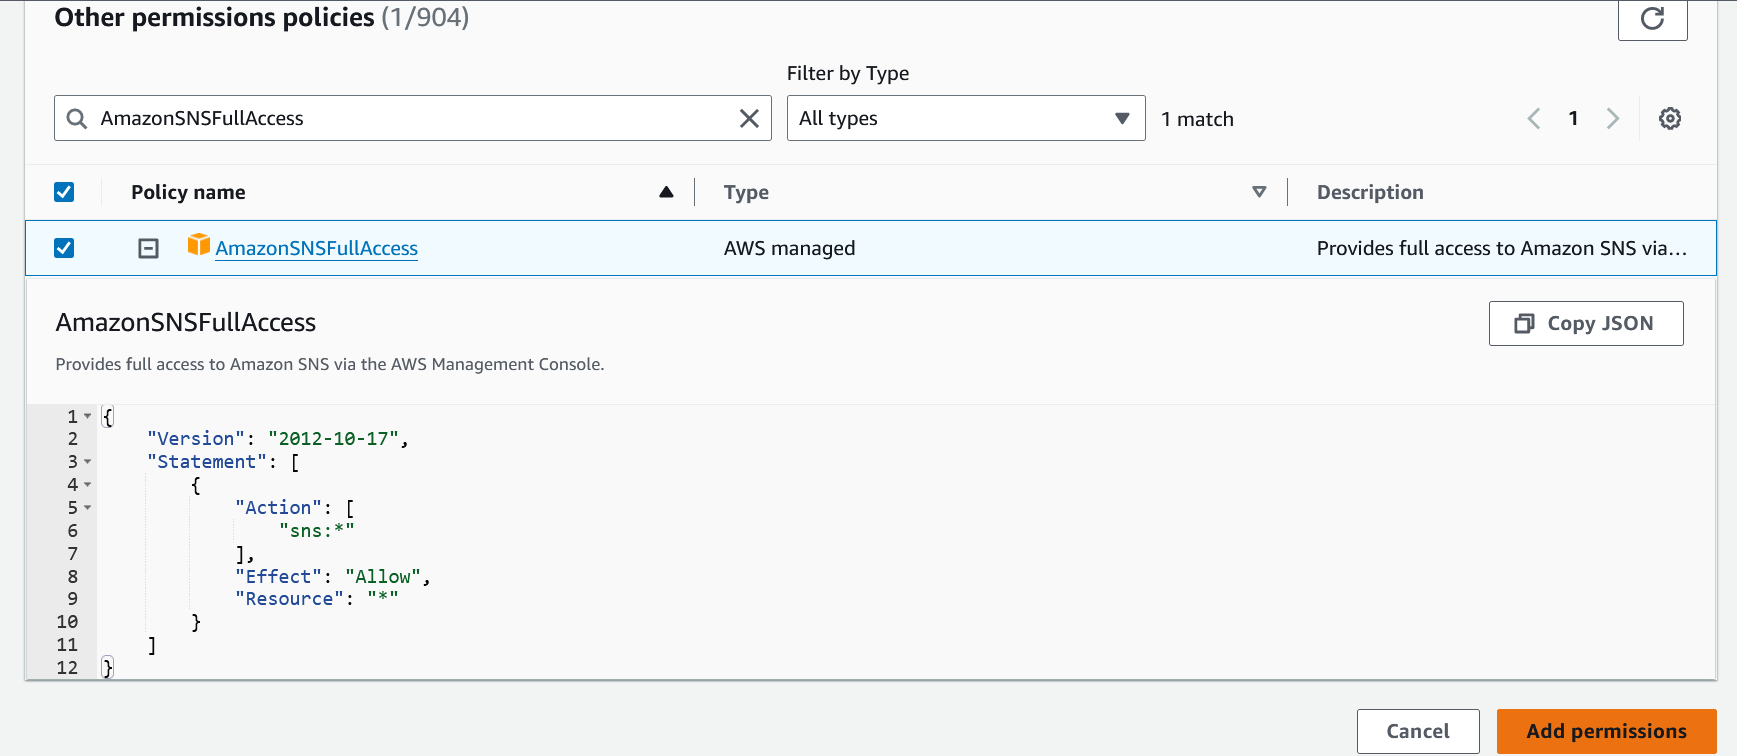 Other permissions policies (1/904)
Filter by Type
AmazonSNSFullAccess
All types
1 match
1
Policy name
Type
Description
AmazonSNSFullAccess
AWS managed
Provides full access to Amazon SNS via...
AmazonSNSFullAccess
Copy JSON
Provides full access to Amazon SNS via the AWS Management Console.
1 {
2     "Version": "2012-10-17",
3     "Statement": [
4         {
5             "Action": [
6                 "sns:*"
7             ],
8             "Effect": "Allow",
9             "Resource": "*"
10         }
11     ]
12 }
Cancel
Add permissions